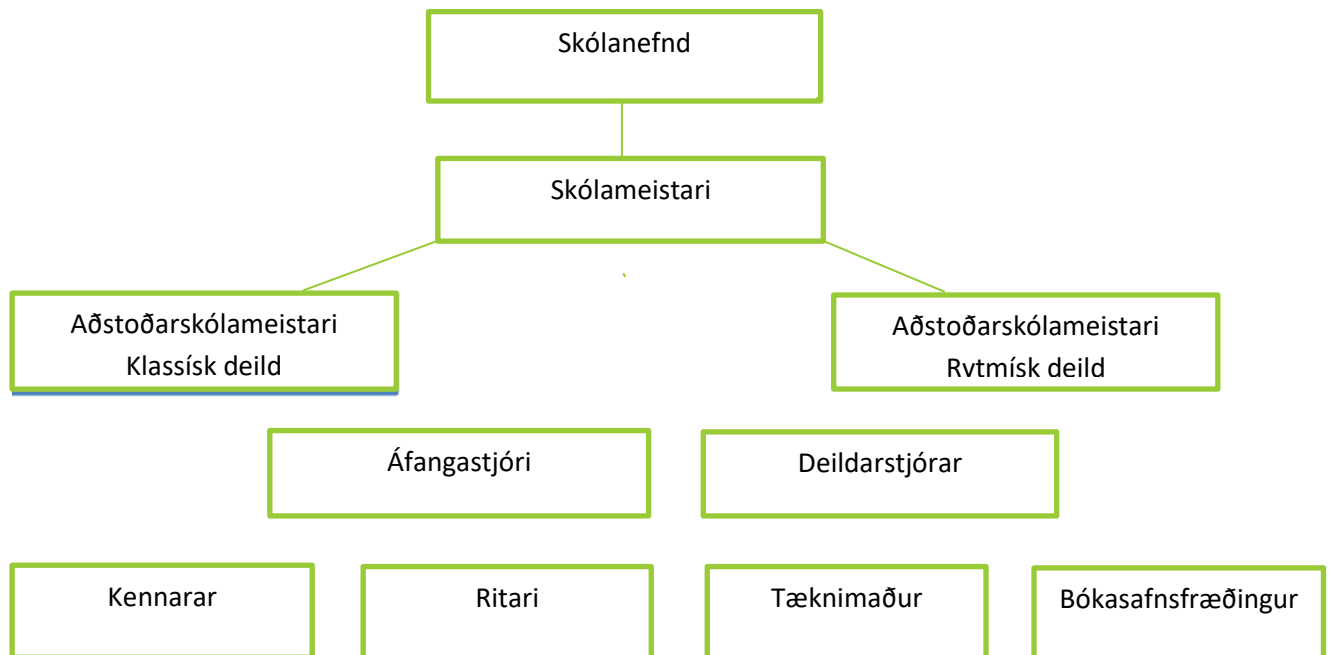 Skólanefnd
Skólameistari
Aðstoðarskólameistari
Klassísk deild
Aðstoðarskólameistari
Rvtmísk deild
Áfangastjóri
Deildarstjórar
Kennarar
Ritari
Tæknimaður
Bókasafnsfræðingur